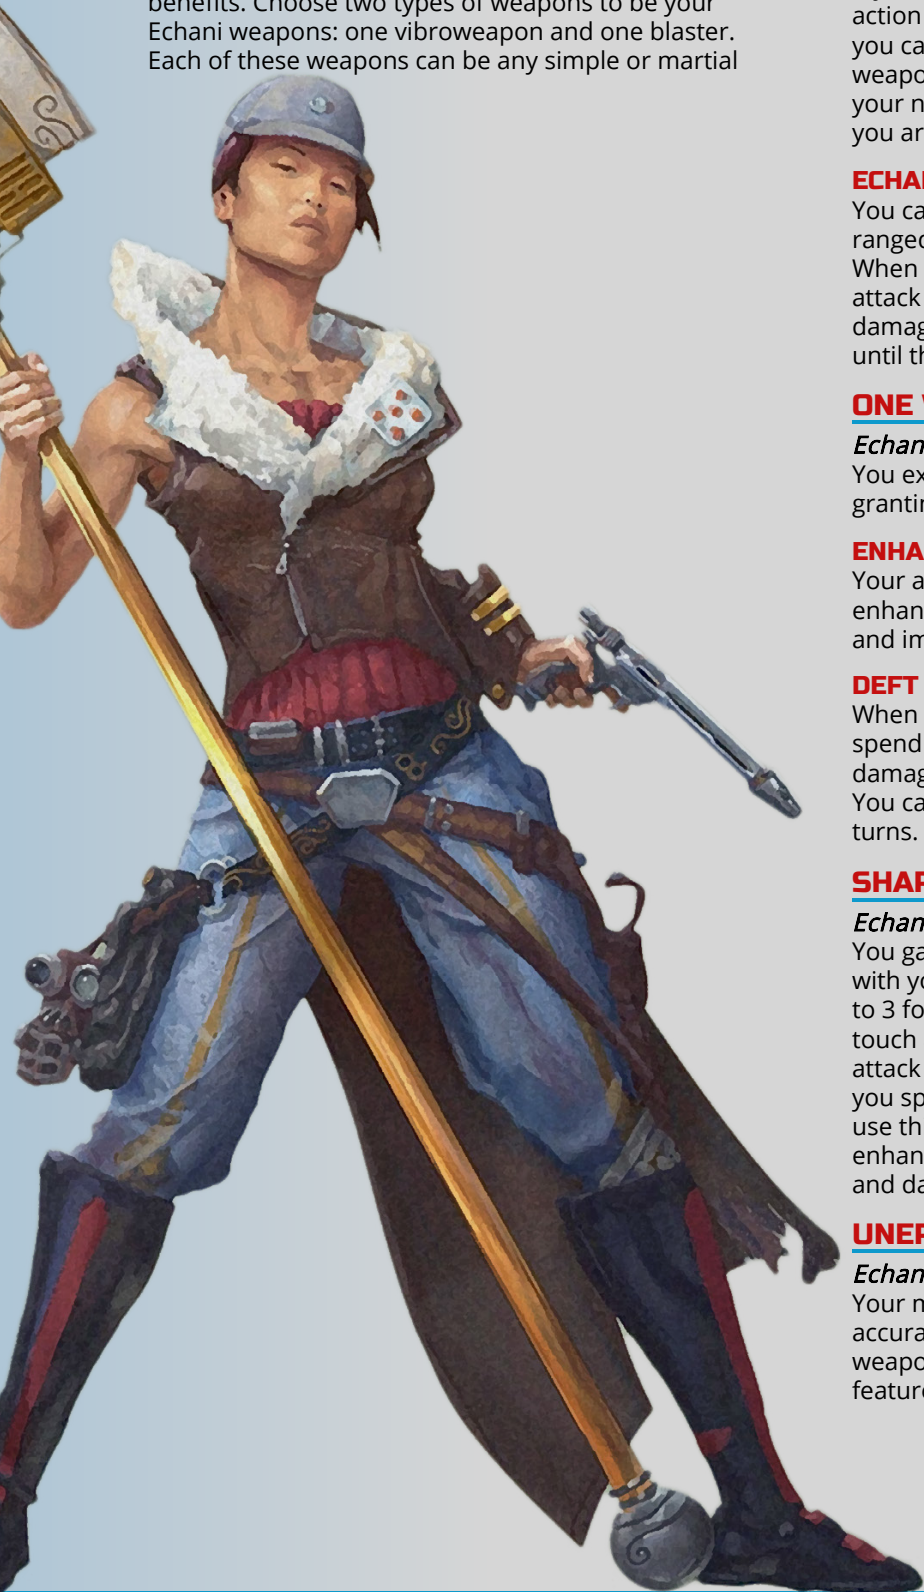 benefits. Choose two types of weapons to be your
Echani weapons: one vibroweapon and one blaster.
Each of these weapons can be any simple or martial
action
you ca
weapo
your n
you ar
ECHA
You ca
ranged
When
attack
damag
until th
ONE
Echan
You ex
grantin
ENHA
Your a
enhan
and im
DEFT
When
spend
damag
You ca
turns.
SHAR
Echan
You ga
with yo
to 3 fo
touch
attack
you sp
use th
enhan
and da
UNER
Echan
Your m
accura
weapo
feature